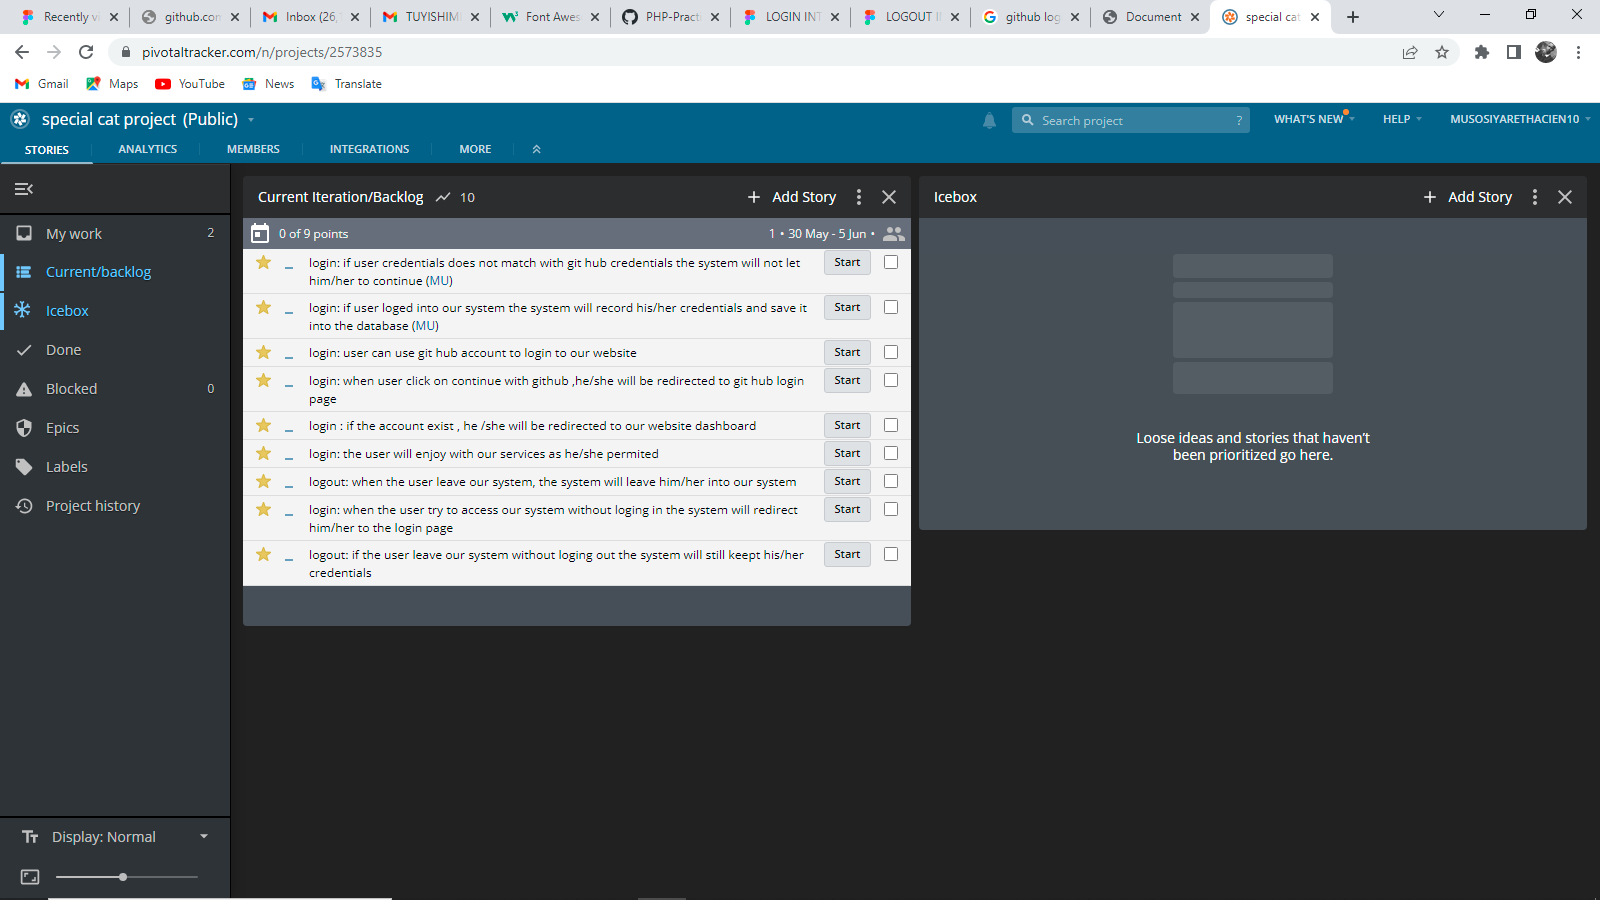 Recently vi
github.com
Inbox (26,
TUYISHIMI
Font Awes
PHP-Practi
LOGIN INT
LOGOUT I
github log
Document
special cat
pivotaltracker.com/n/projects/2573835
Gmail
Maps
YouTube
News
Translate
special cat project (Public)
Search project ?
WHAT'S NEW
HELP
MUSOSIYARETHACIEN10
STORIES
ANALYTICS
MEMBERS
INTEGRATIONS
MORE
My work 2
Current/backlog
Icebox
Done
Blocked 0
Epics
Labels
Project history
Display: Normal
Current Iteration/Backlog 10
+ Add Story
0 of 9 points
1 • 30 May - 5 Jun •
login: if user credentials does not match with git hub credentials the system will not let
him/her to continue (MU)
Start
login: if user loged into our system the system will record his/her credentials and save it
into the database (MU)
Start
login: user can use git hub account to login to our website
Start
login: when user click on continue with github ,he/she will be redirected to git hub login
page
Start
login : if the account exist , he /she will be redirected to our website dashboard
Start
login: the user will enjoy with our services as he/she permited
Start
logout: when the user leave our system, the system will leave him/her into our system
Start
login: when the user try to access our system without loging in the system will redirect
him/her to the login page
Start
logout: if the user leave our system without loging out the system will still keept his/her
credentials
Start
Icebox
+ Add Story
Loose ideas and stories that haven't
been prioritized go here.